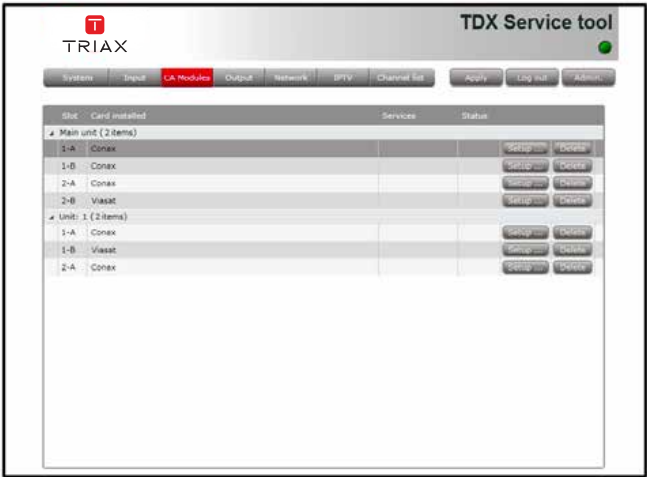 TDX Service tool
TRIAX
System Input CA Modules Output Network IPTV Channel list Apply Log out Admin.
Slot Card installed Services Status
Main unit (2 items)
1-A Conax Setup ... Delete
1-B Conax Setup ... Delete
2-A Conax Setup ... Delete
2-B Viasat Setup ... Delete
Unit: 1 (2 items)
1-A Conax Setup ... Delete
1-B Viasat Setup ... Delete
2-A Conax Setup ... Delete